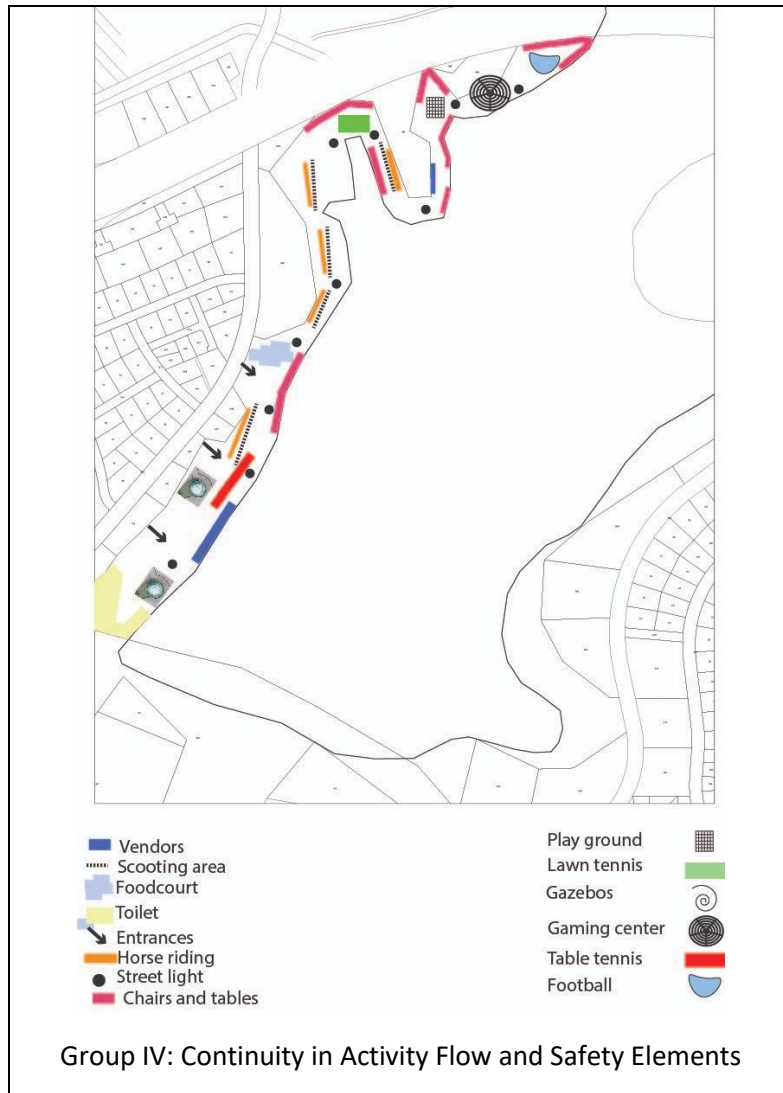 Vendors
Scooting area
Foodcourt
Toilet
Entrances
Horse riding
Street light
Chairs and tables
Play ground
Lawn tennis
Gazebos
Gaming center
Table tennis
Football
Group IV: Continuity in Activity Flow and Safety Elements